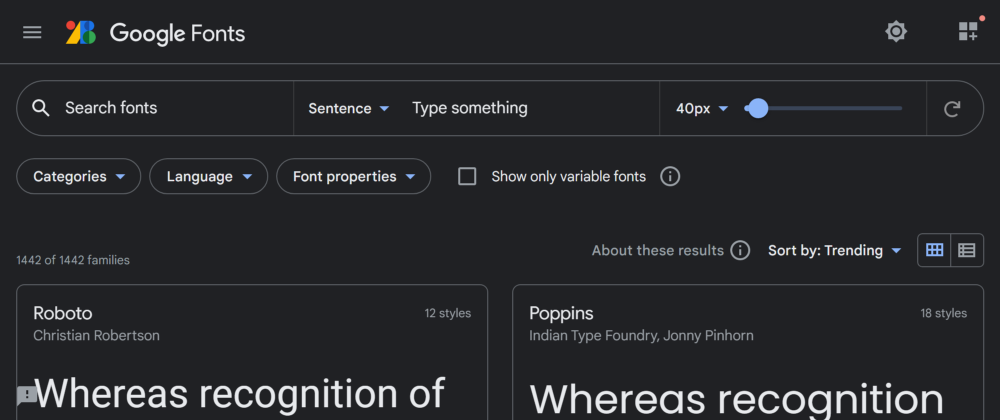 Google Fonts
Search fonts Sentence Type something 40px
Categories Language Font properties Show only variable fonts
1442 of 1442 families About these results Sort by: Trending
Roboto 12 styles
Christian Robertson
Whereas recognition of
Poppins 18 styles
Indian Type Foundry, Jonny Pinhorn
Whereas recognition